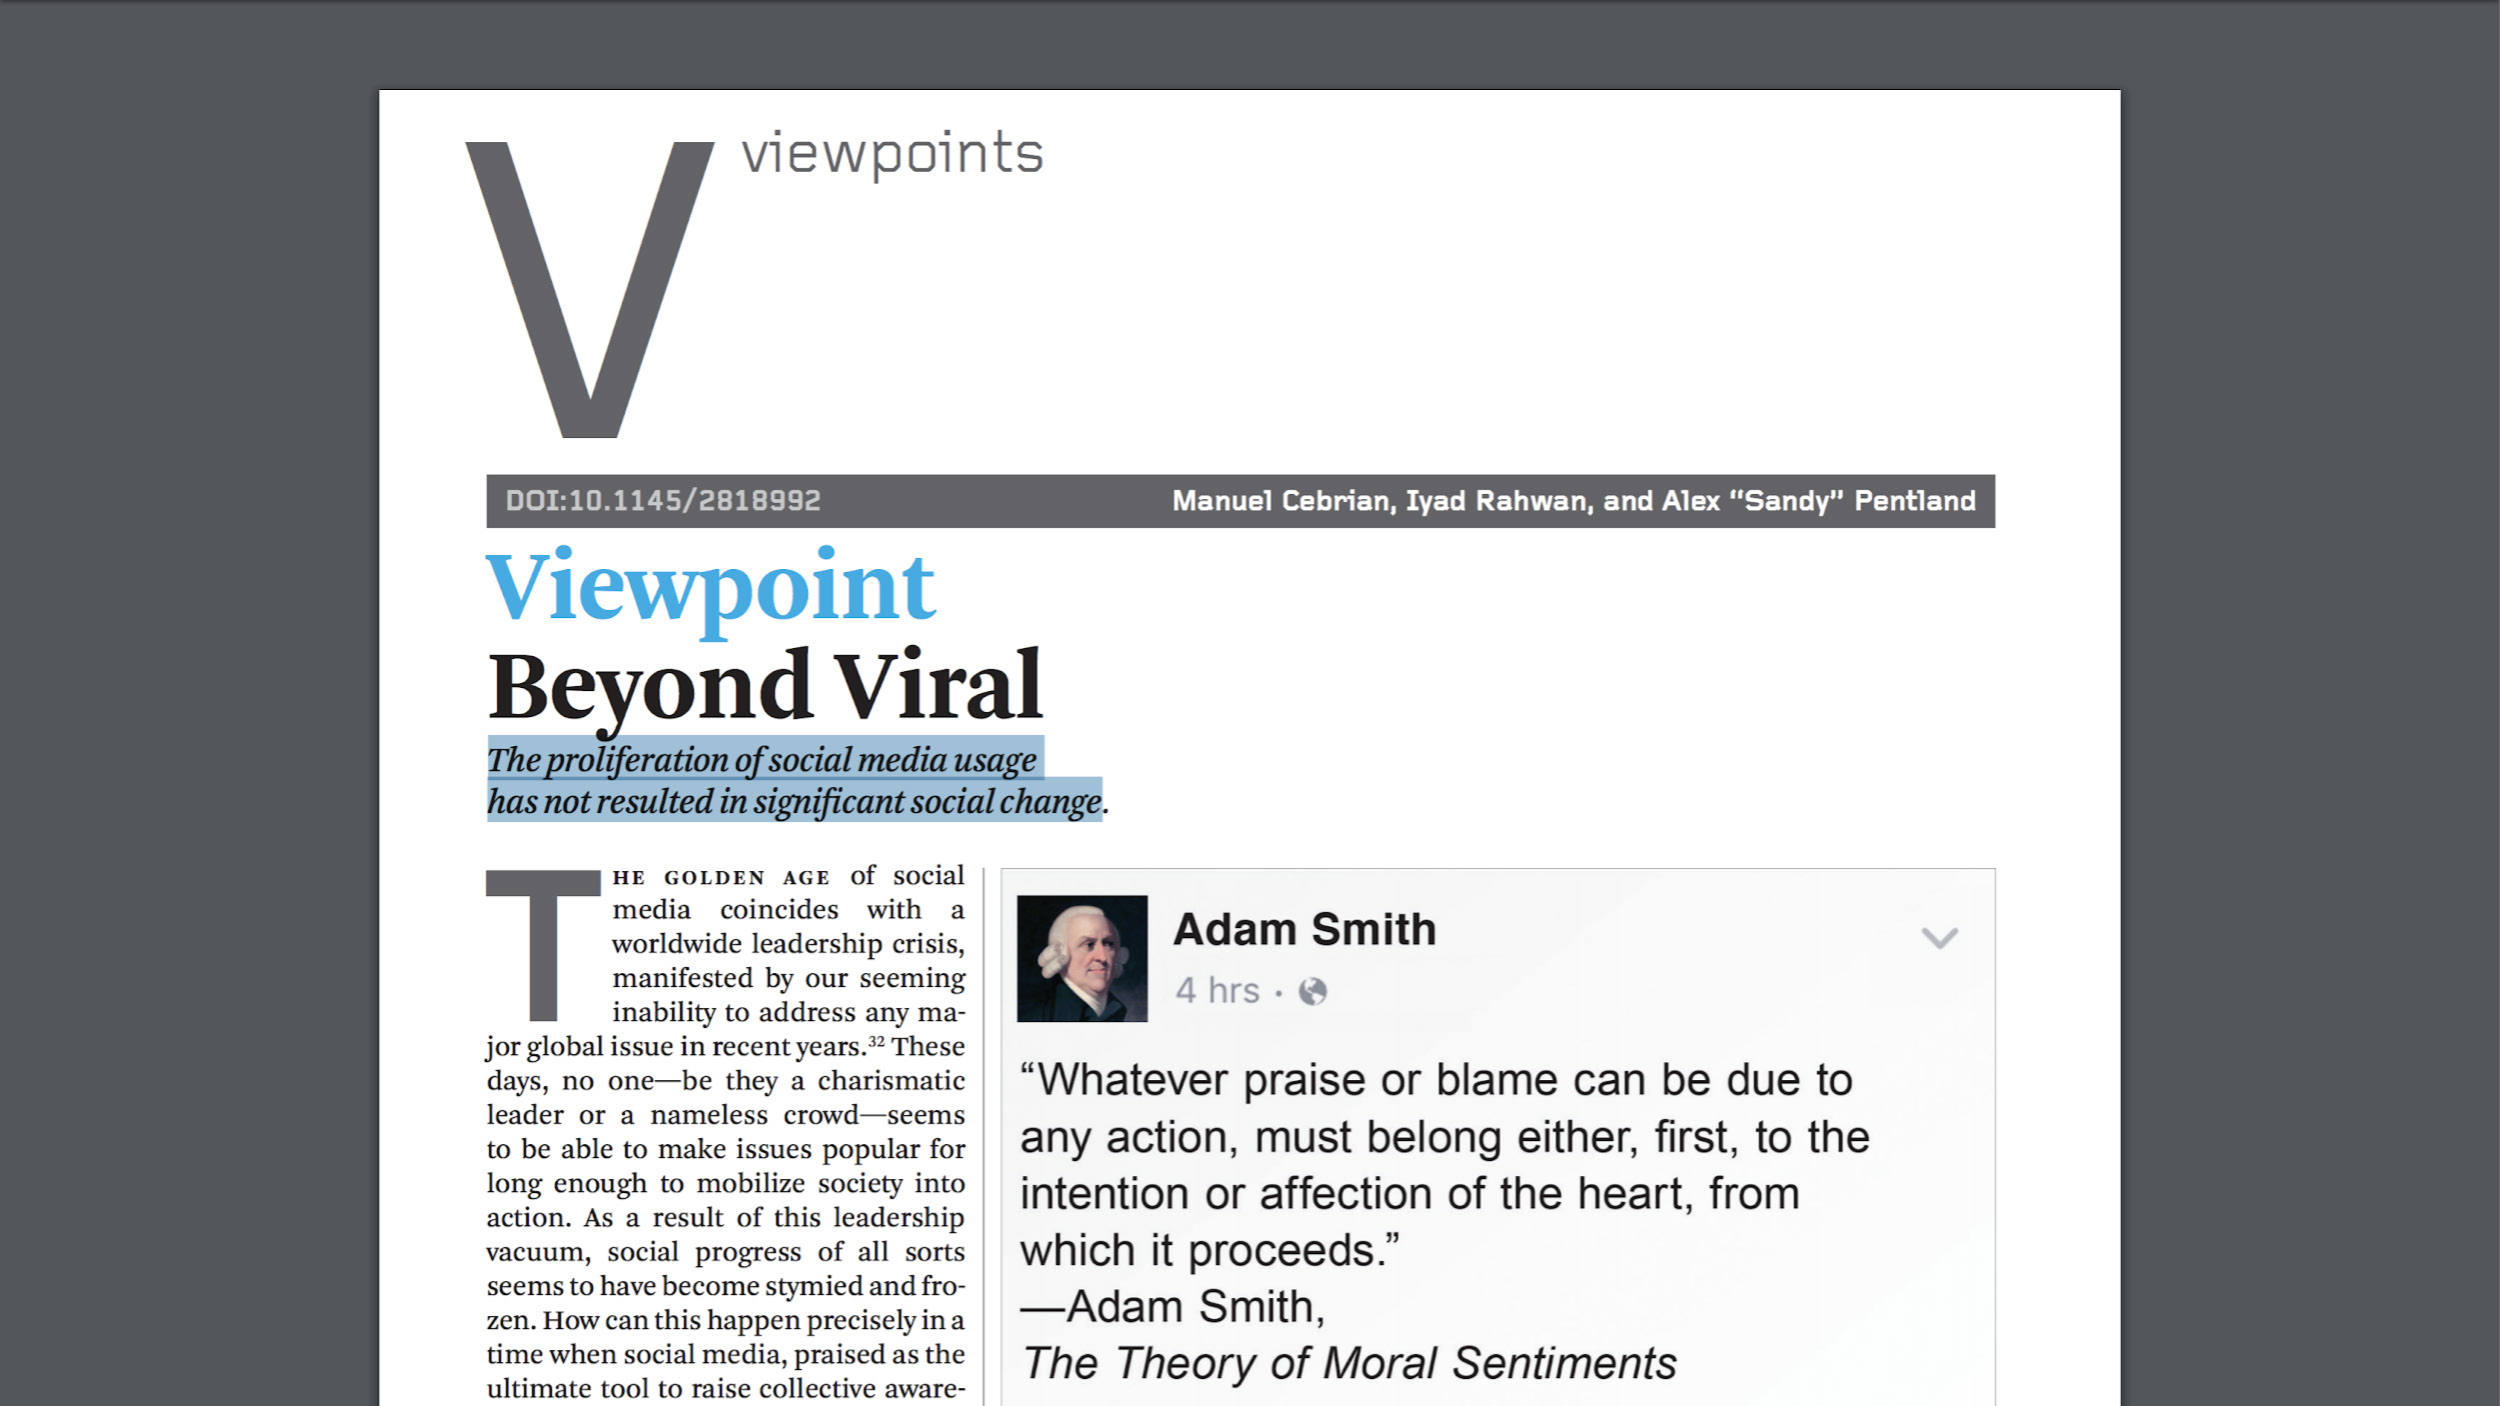 V viewpoints
DOI:10.1145/2818992 Manuel Cebrian, Iyad Rahwan, and Alex “Sandy” Pentland
Viewpoint
Beyond Viral
The proliferation of social media usage
has not resulted in significant social change.
THE GOLDEN AGE of social
media coincides with a
worldwide leadership crisis,
manifested by our seeming
inability to address any ma-
jor global issue in recent years.32 These
days, no one—be they a charismatic
leader or a nameless crowd—seems
to be able to make issues popular for
long enough to mobilize society into
action. As a result of this leadership
vacuum, social progress of all sorts
seems to have become stymied and fro-
zen. How can this happen precisely in a
time when social media, praised as the
ultimate tool to raise collective aware-
Adam Smith
4 hrs ·
“Whatever praise or blame can be due to
any action, must belong either, first, to the
intention or affection of the heart, from
which it proceeds.”
—Adam Smith,
The Theory of Moral Sentiments